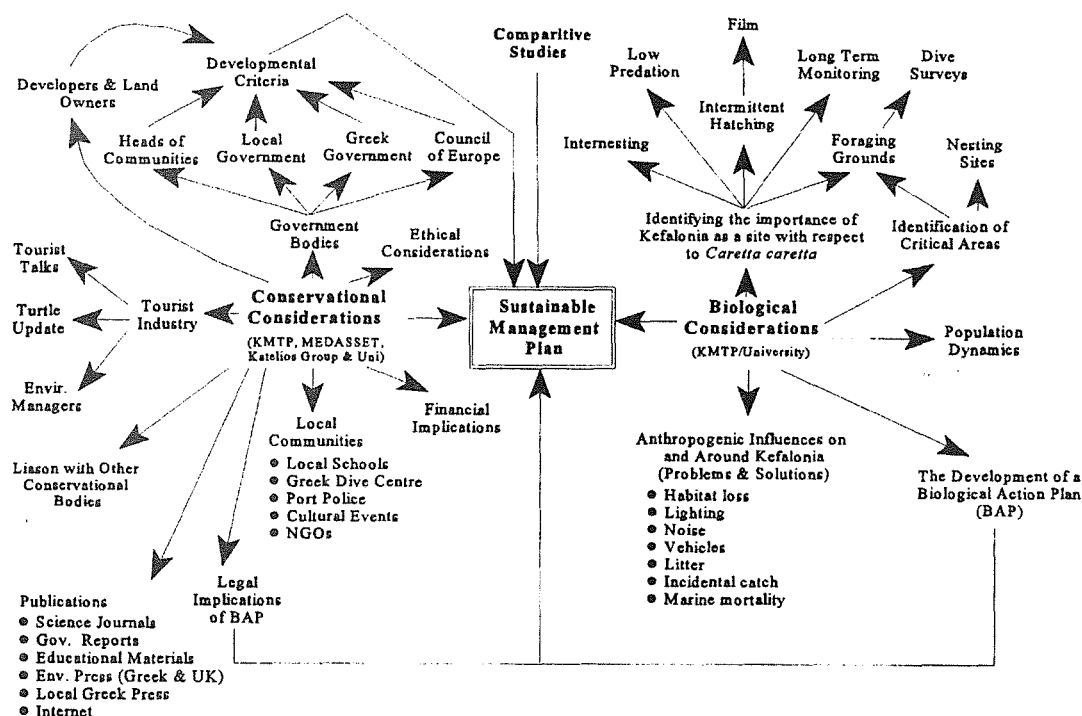 Comparitive
Studies
Film
Low
Predation
Long Term
Monitoring
Dive
Surveys
Developers & Land
Owners
Developmental
Criteria
Intermittent
Hatching
Heads of
Communities
Local
Government
Greek
Government
Council
of Europe
Internesting
Foraging
Grounds
Nesting
Sites
Government
Bodies
Identifying the importance of
Kefalonia as a site with respect
to Caretta caretta
Identification of
Critical Areas
Ethical
Considerations
Tourist
Talks
Turtle
Update
Envir.
Managers
Tourist
Industry
Conservational
Considerations
(KMTP, MEDASSET,
Katelios Group & Uni)
Sustainable
Management
Plan
Biological
Considerations
(KMTP/University)
Population
Dynamics
Financial
Implications
Local
Communities
● Local Schools
● Greek Dive Centre
● Port Police
● Cultural Events
● NGOs
Liason with Other
Conservational
Bodies
Anthropogenic Influences on
and Around Kefalonia
(Problems & Solutions)
● Habitat loss
● Lighting
● Noise
● Vehicles
● Litter
● Incidental catch
● Marine mortality
The Development of a
Biological Action Plan
(BAP)
Legal
Implications
of BAP
Publications
● Science Journals
● Gov. Reports
● Educational Materials
● Env. Press (Greek & UK)
● Local Greek Press
● Internet